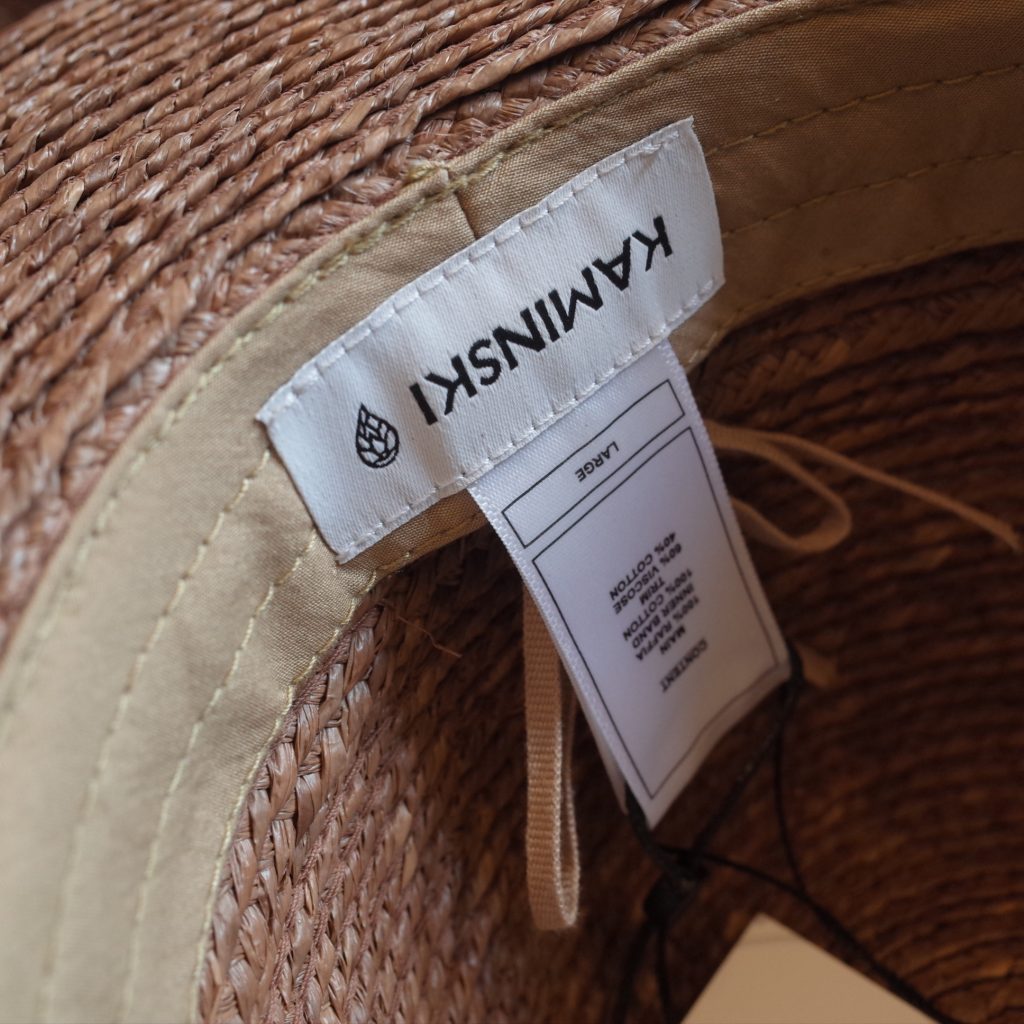 KAMINSKI
LARGE
CONTENT
MAIN
100% RAFFIA
INNER BAND
100% COTTON
TRIM
60% VISCOSE
40% COTTON